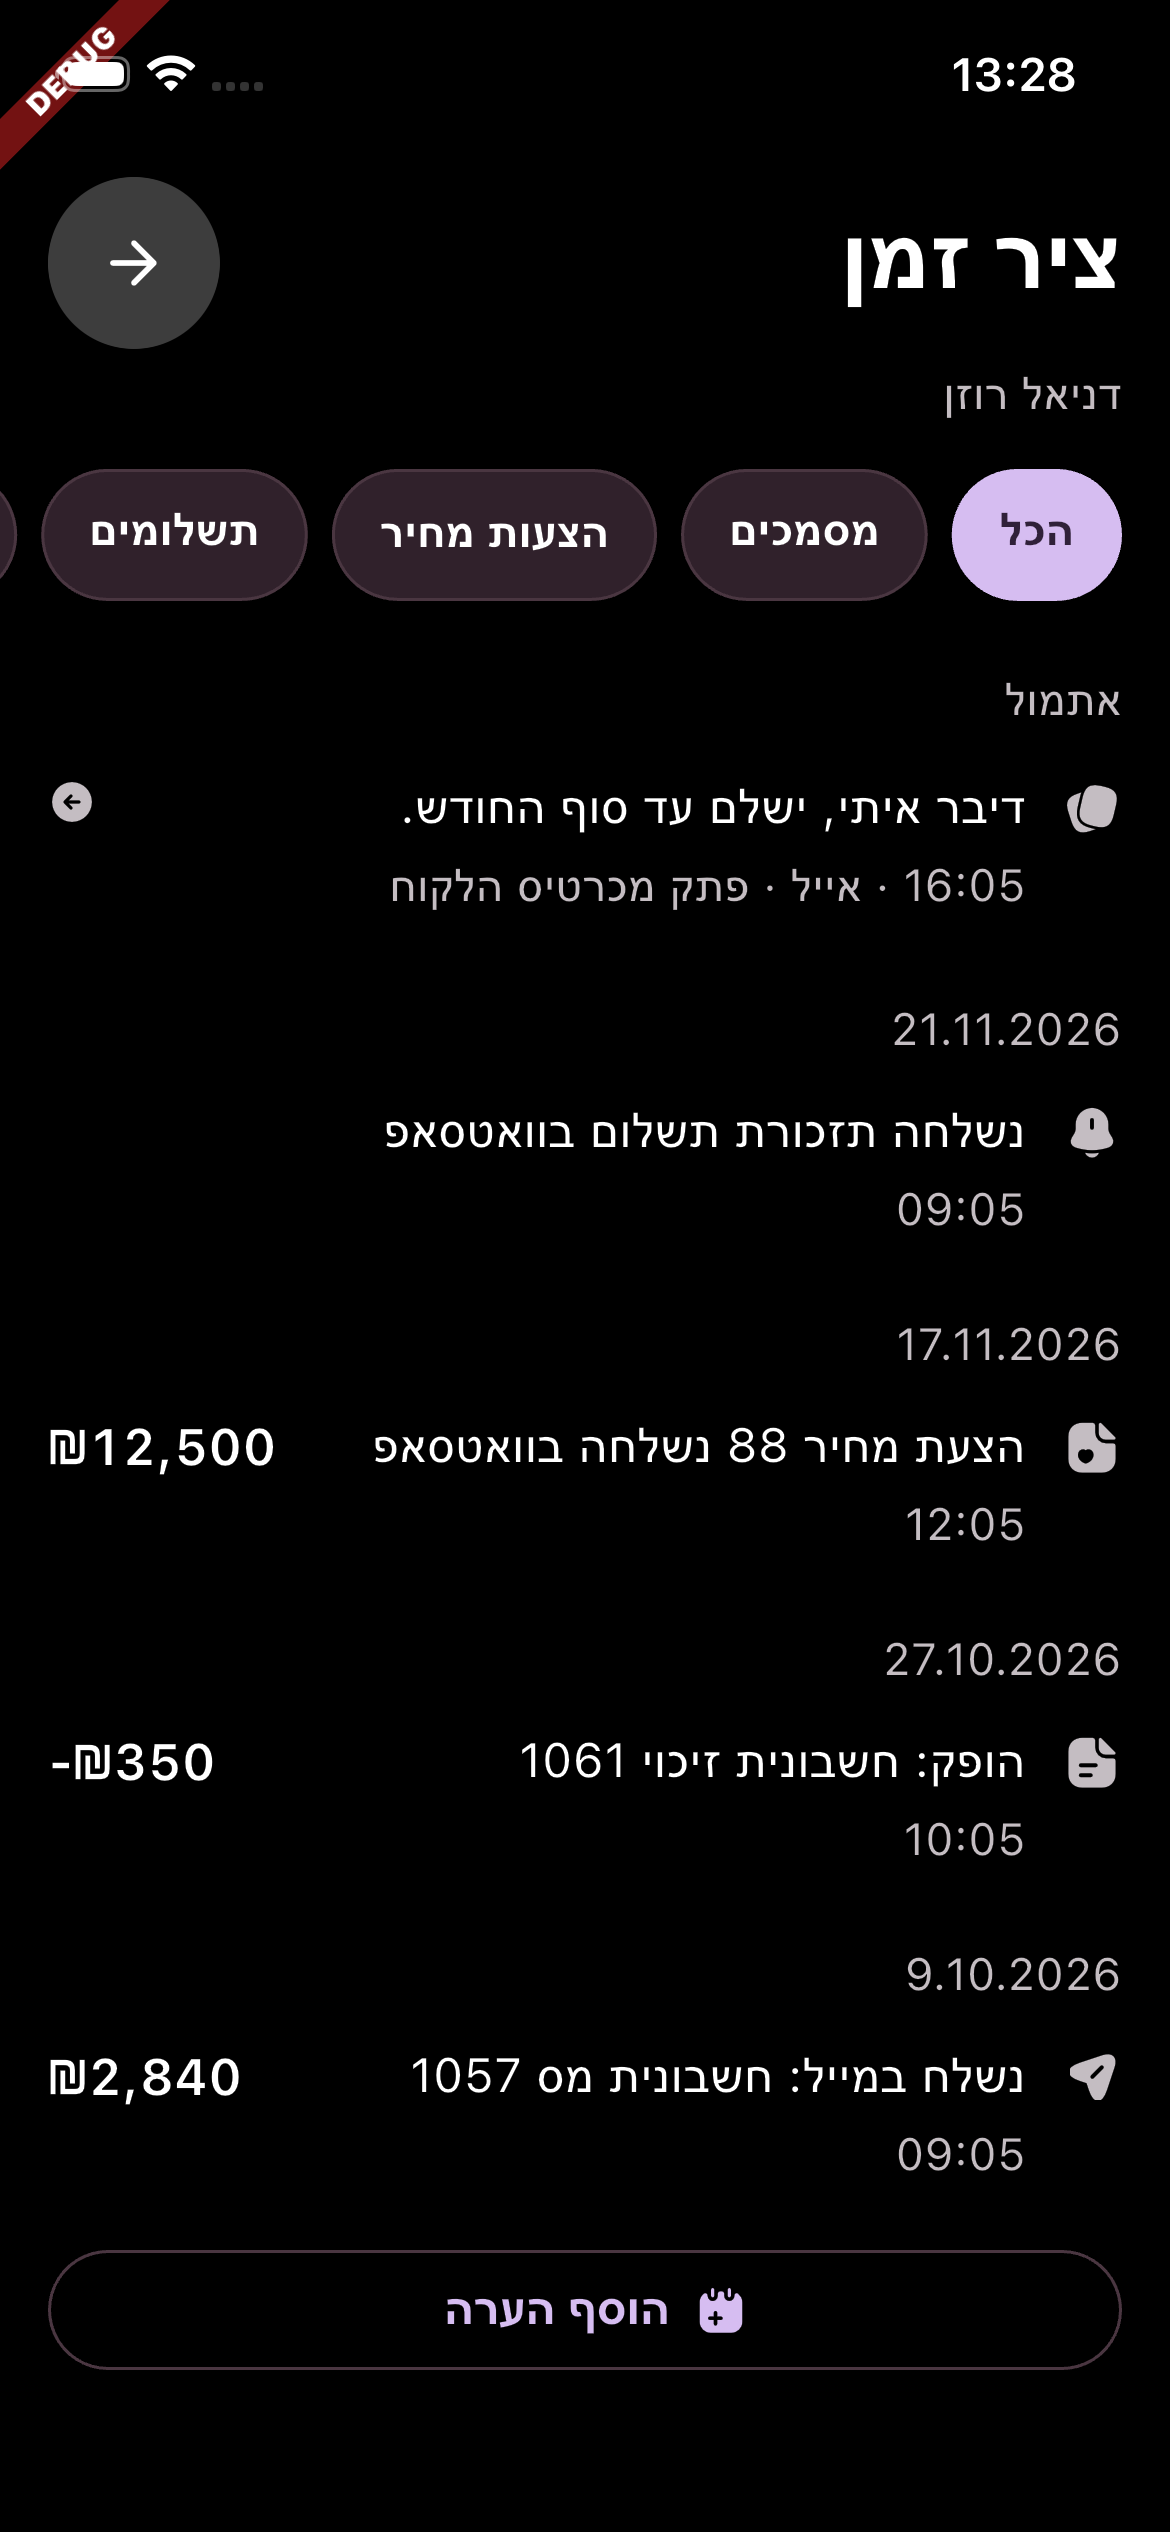 13:28
DEBUG
ציר זמן
דניאל רוזן
הכל
מסמכים
הצעות מחיר
תשלומים
אתמול
דיבר איתי, ישלם עד סוף החודש.
16:05 · אייל · פתק מכרטיס הלקוח
21.11.2026
נשלחה תזכורת תשלום בוואטסאפ
09:05
17.11.2026
הצעת מחיר 88 נשלחה בוואטסאפ
₪12,500
12:05
27.10.2026
הופק: חשבונית זיכוי 1061
-₪350
10:05
9.10.2026
נשלח במייל: חשבונית מס 1057
₪2,840
09:05
הוסף הערה